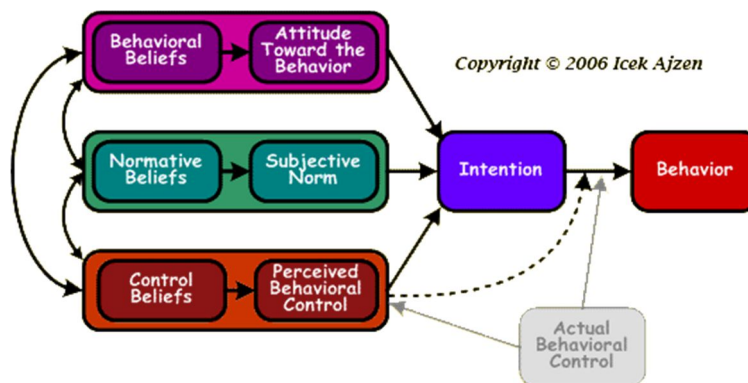 Behavioral
Beliefs
Attitude
Toward the
Behavior
Copyright © 2006 Icek Ajzen
Normative
Beliefs
Subjective
Norm
Intention
Behavior
Control
Beliefs
Perceived
Behavioral
Control
Actual
Behavioral
Control